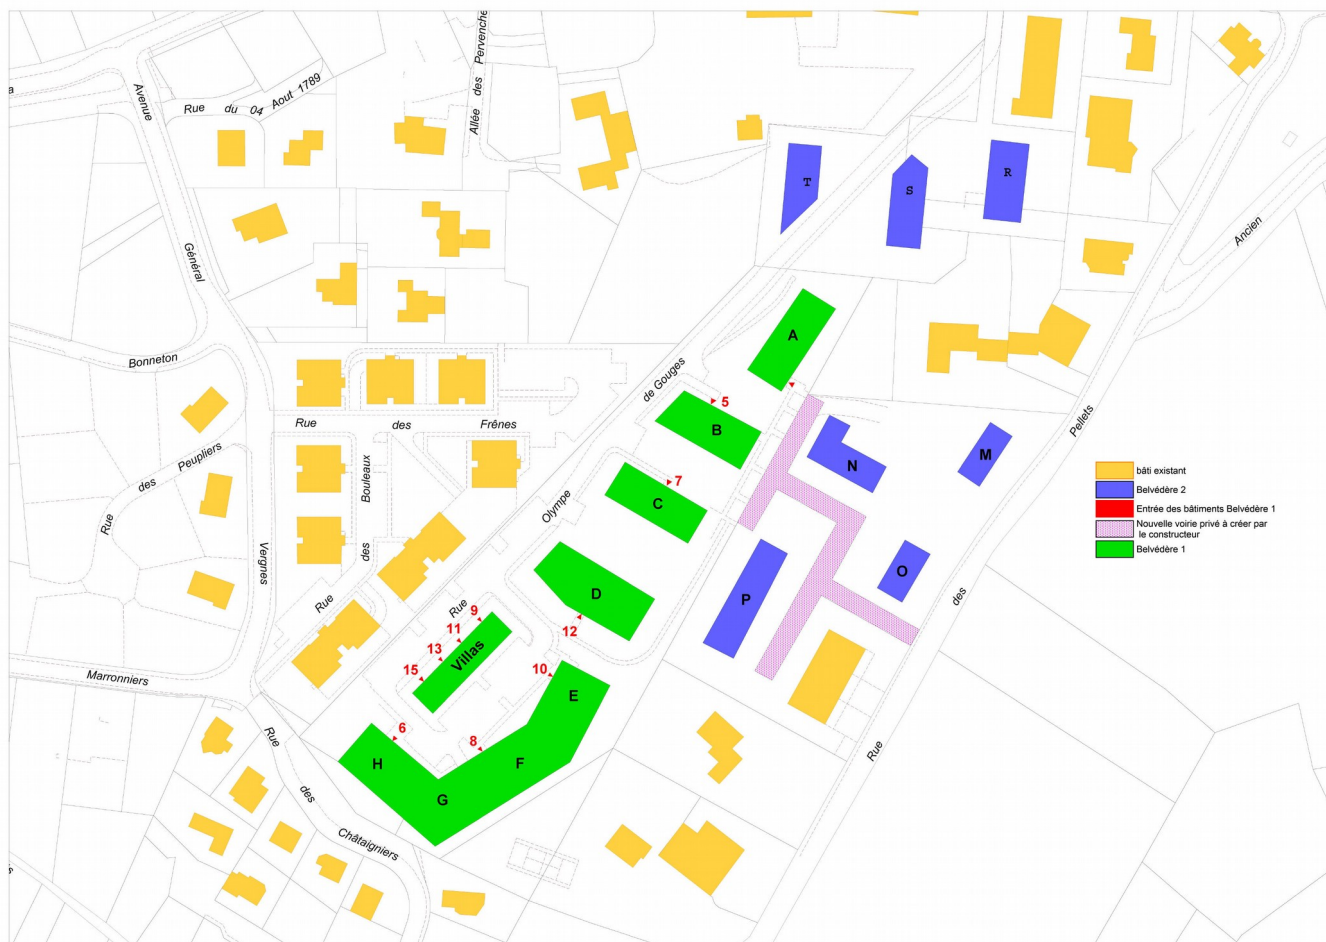 Allée des Pervenche
Rue du 04 Aout 1789
Avenue
Général
Vergnes
T
S
R
Ancien
A
de Gouges
Bonneton
5
B
Rue des Frênes
Pellets
N
M
Rue des Peupliers
Rue des Bouleaux
7
C
Olympe
bâti existant
Belvédère 2
Entrée des bâtiments Belvédère 1
Nouvelle voirie privé à créer par
le constructeur
Belvédère 1
O
P
D
des
Rue
9
12
11
13
Villas
15
10
E
Marronniers
6
8
H
F
G
Rue
des
Châtaigniers
Rue